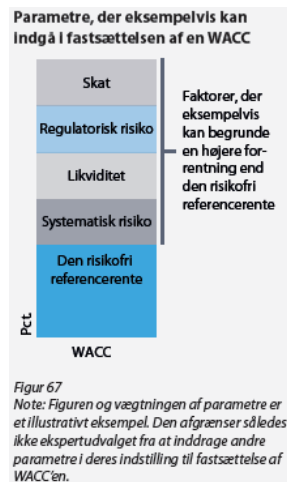 Parametre, der eksempelvis kan
indgå i fastsættelsen af en WACC
Skat
Regulatorisk risiko
Likviditet
Systematisk risiko
Den risikofri
referencerente
Faktorer, der
eksempelvis
kan begrunde
en højere for-
rentning end
den risikofri
referencerente
Pct.
WACC
Figur 67
Note: Figuren og vægtningen af parametre er
et illustrativt eksempel. Den afgrænser således
ikke ekspertudvalget fra at inddrage andre
parametre i deres indstilling til fastsættelse af
WACC'en.